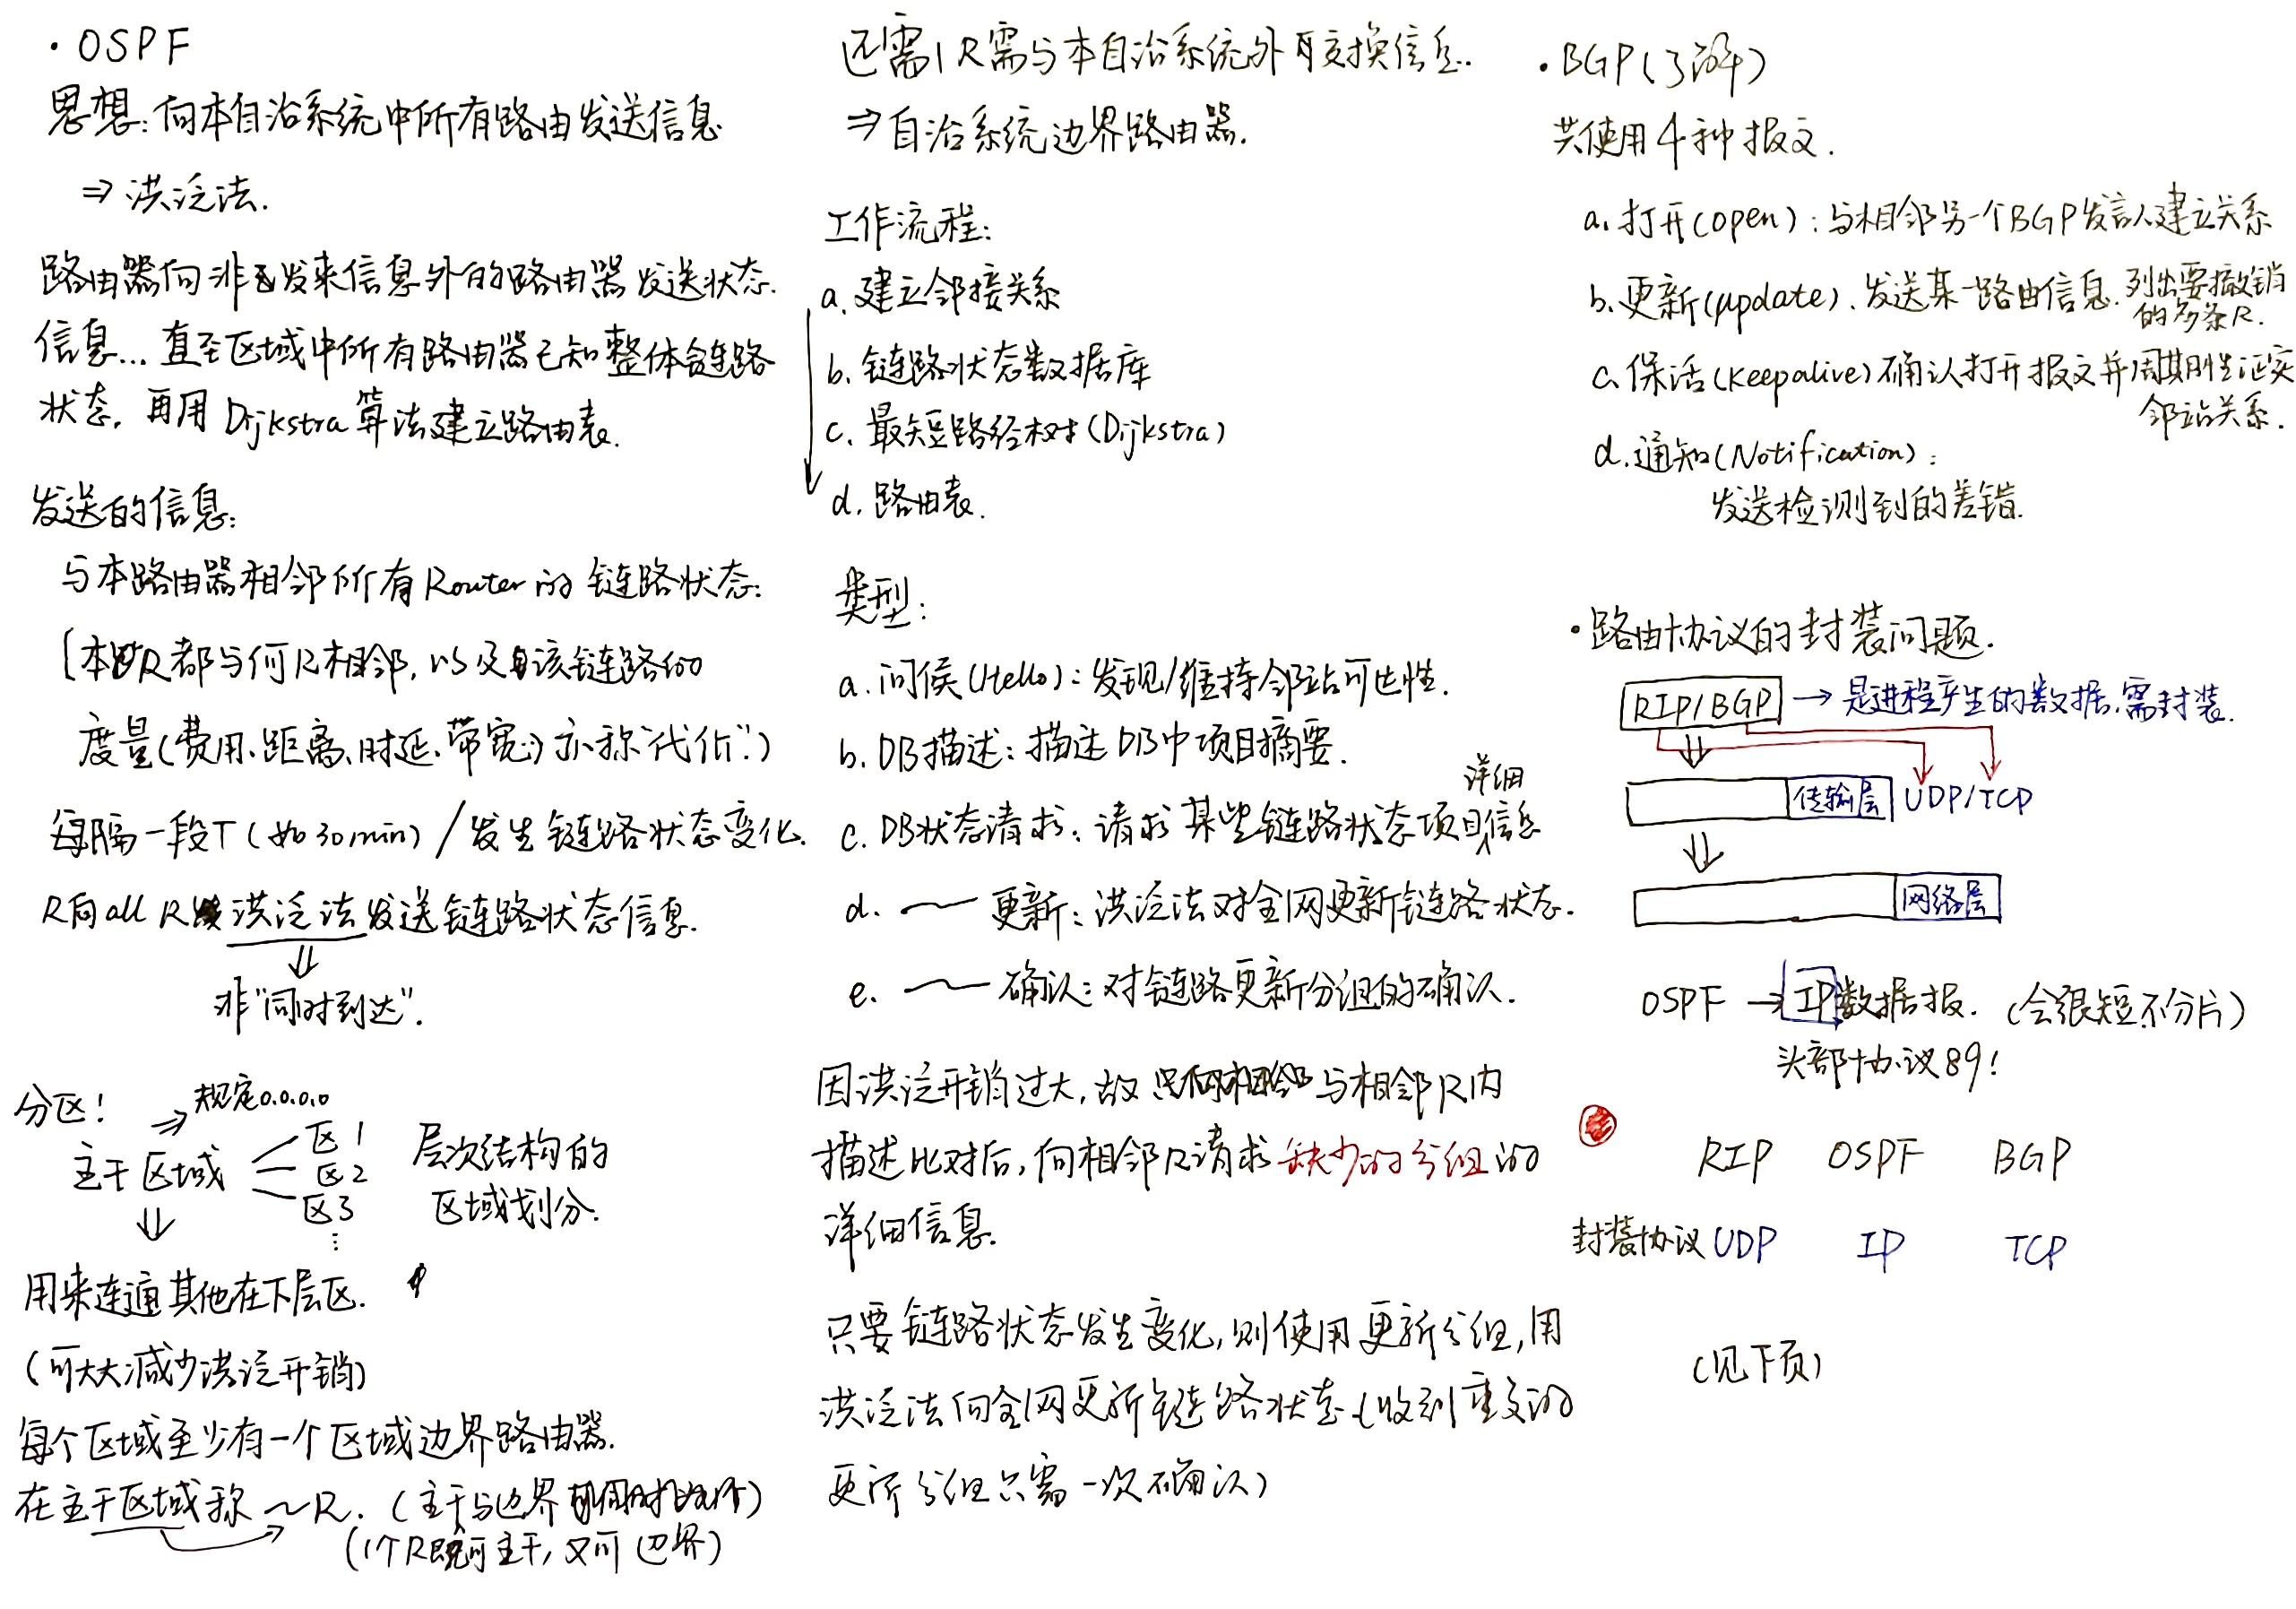 · OSPF
思想：向本自治系统中所有路由发送信息
⇒ 洪泛法.
路由器向非发来信息外的路由器发送状态.
信息... 直至区域中所有路由器已知整体链路
状态. 再用 Dijkstra 算法建立路由表.
发送的信息：
与本路由器相邻所有Router的链路状态：
(本R都与何R相邻, 以及该链路的
度量(费用、距离、时延、带宽) 亦称"代价".)
每隔一段T (如30min) / 发生链路状态变化.
R向all R 洪泛法发送链路状态信息.
⇓
非"同时到达".
分区! ⇒ 规定0.0.0.0
主干区域
区1
区2
区3
⋮
层次结构的
区域划分.
⇓
用来连通其他在下层区.
(可大大减少洪泛开销)
每个区域至少有一个区域边界路由器.
在主干区域称 ~R. (主干与边界)
(1个R既可主干, 又可边界)
还需1R需与本自治系统外再交换信息.
⇒ 自治系统边界路由器.
工作流程：
a. 建立邻接关系
b. 链路状态数据库
c. 最短路径树 (Dijkstra)
d. 路由表.
类型：
a. 问候 (Hello)：发现/维持邻站可达性.
b. DB描述：描述DB中项目摘要.
c. DB状态请求：请求某些链路状态项目详细信息
d. ~ 更新：洪泛法对全网更新链路状态.
e. ~ 确认：对链路更新分组的确认.
因洪泛开销过大, 故与相邻R内
描述比对后, 向相邻R请求缺少的分组的
详细信息.
只要链路状态发生变化, 则使用更新分组, 用
洪泛法向全网更新链路状态 (收到重复的
更新分组只需一次确认)
· BGP (了解)
共使用4种报文.
a. 打开 (open)：与相邻另一个BGP发言人建立关系
b. 更新 (update). 发送某一路由信息. 列出要撤销
的多条R.
c. 保活 (Keepalive) 确认打开报文并周期性证实
邻站关系.
d. 通知 (Notification)：
发送检测到的差错.
· 路由协议的封装问题.
RIP/BGP → 是进程产生的数据, 需封装.
⇓
传输层 UDP/TCP
⇓
网络层
OSPF → IP数据报. (会很短不分片)
头部协议89!
RIP OSPF BGP
封装协议 UDP IP TCP
(见下页)